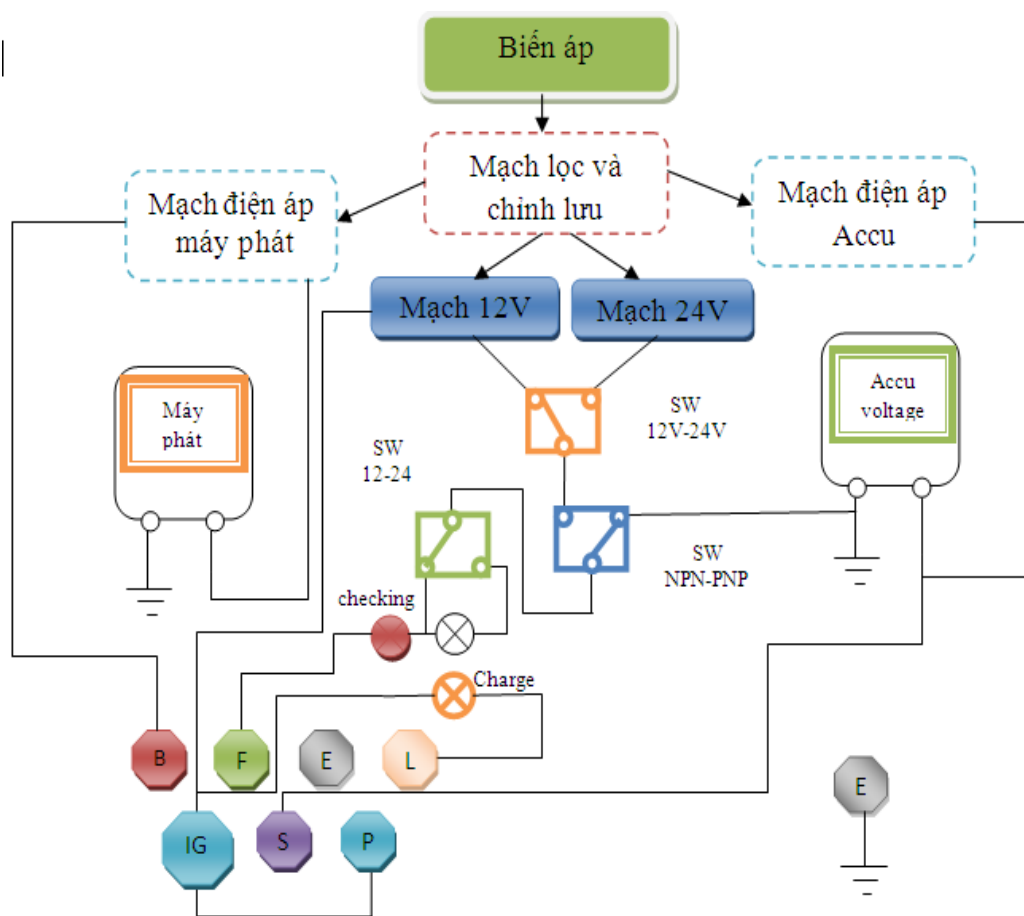 Biến áp
Mạch lọc và
chỉnh lưu
Mạch điện áp
máy phát
Mạch điện áp
Accu
Mạch 12V
Mạch 24V
Máy
phát
Accu
voltage
SW
12V-24V
SW
12-24
SW
NPN-PNP
checking
Charge
B
F
E
L
E
IG
S
P